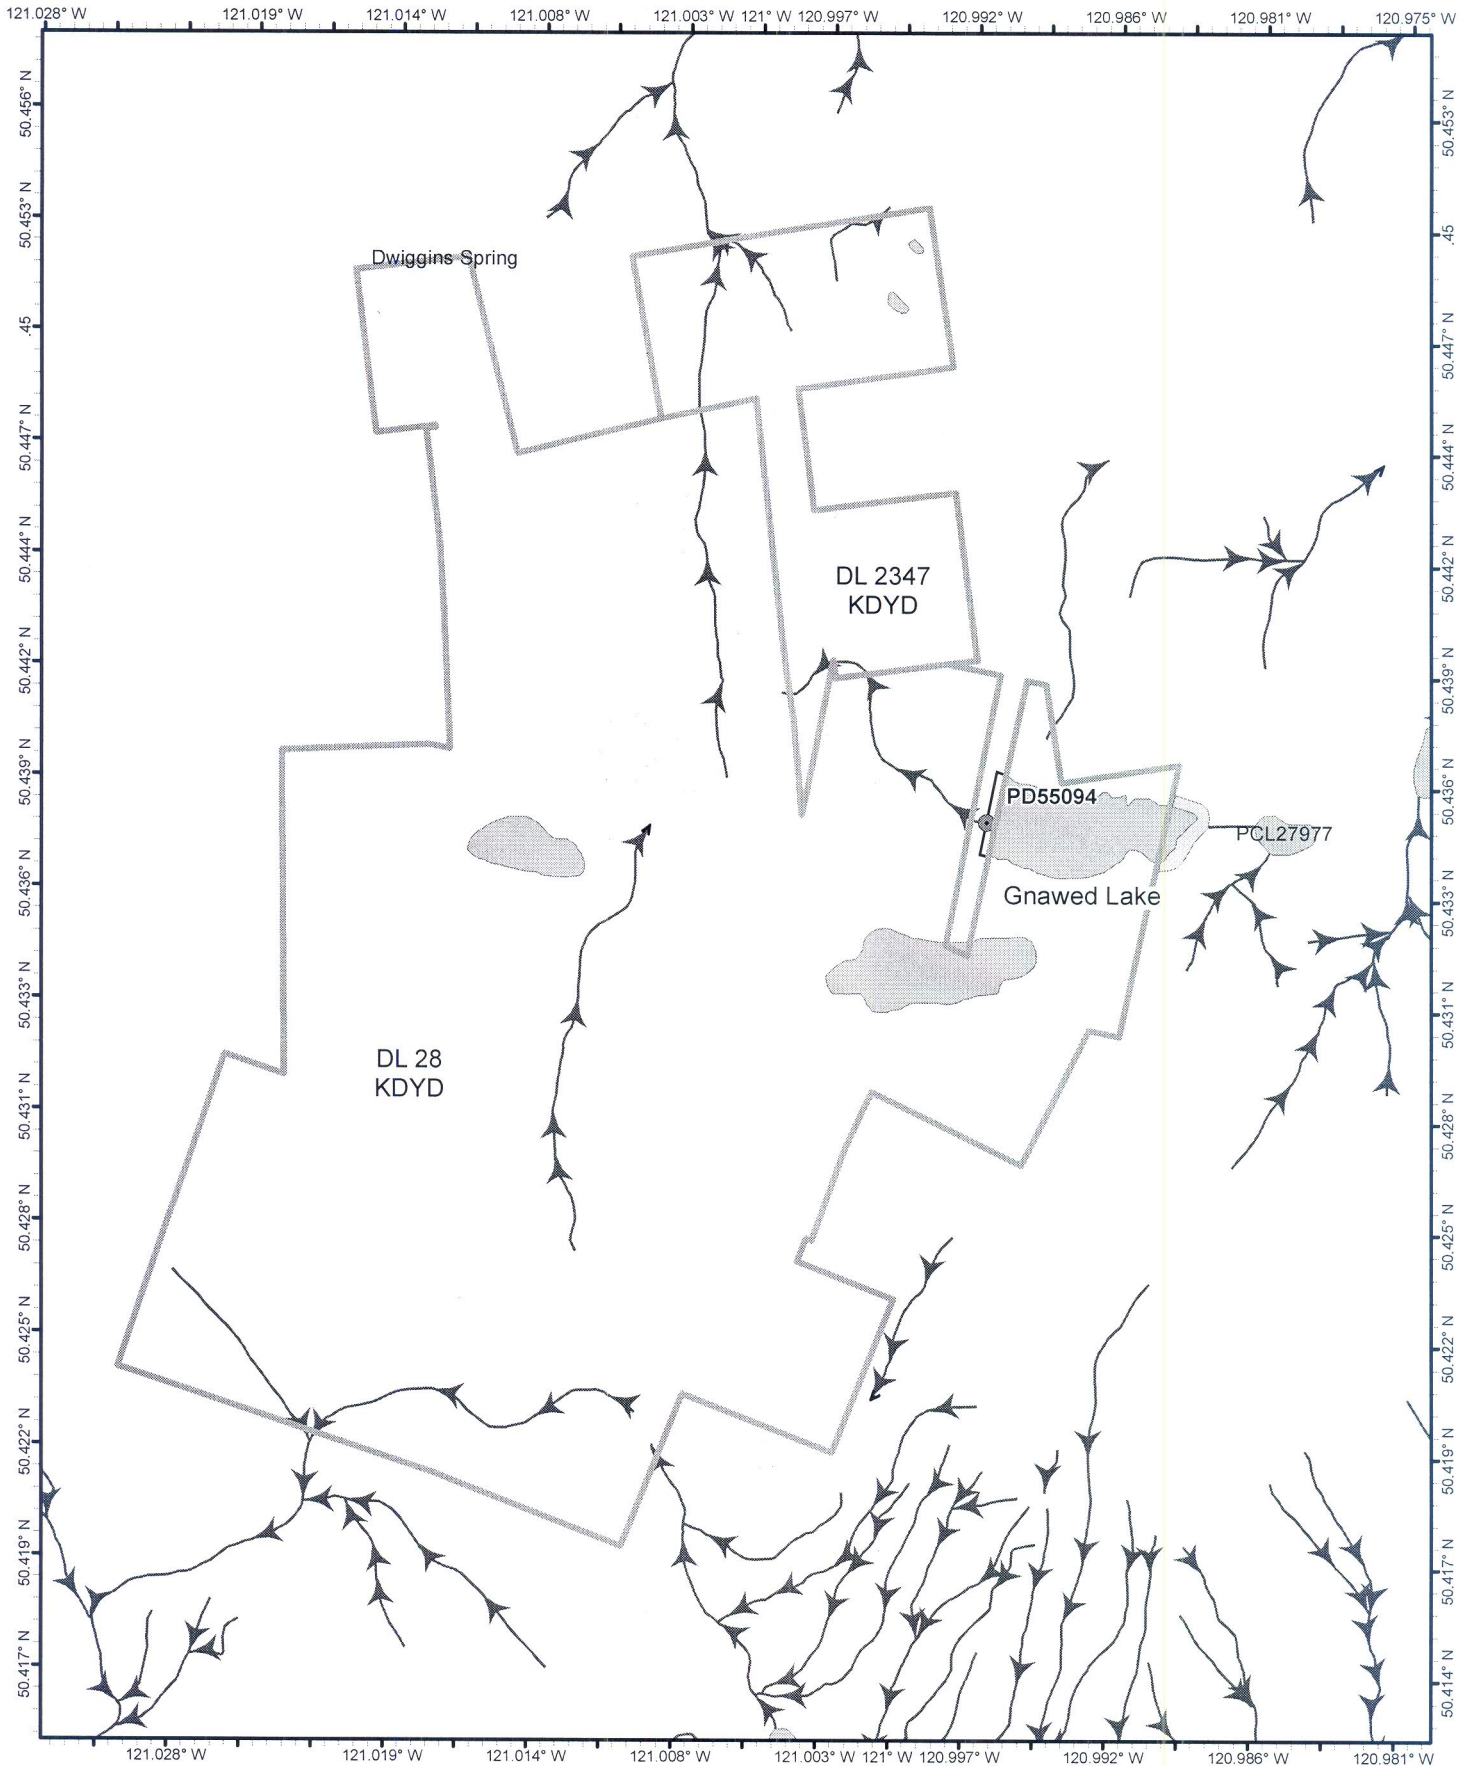 121.028° W
121.019° W
121.014° W
121.008° W
121.003° W
121° W
120.997° W
120.992° W
120.986° W
120.981° W
120.975° W
50.456° N
50.453° N
.45
50.447° N
50.444° N
50.442° N
50.439° N
50.436° N
50.433° N
50.431° N
50.428° N
50.425° N
50.422° N
50.419° N
50.417° N
Dwiggins Spring
DL 2347
KDYD
PD55094
PCL27977
Gnawed Lake
DL 28
KDYD
50.453° N
.45
50.447° N
50.444° N
50.442° N
50.439° N
50.436° N
50.433° N
50.431° N
50.428° N
50.425° N
50.422° N
50.419° N
50.417° N
50.414° N
121.028° W
121.019° W
121.014° W
121.008° W
121.003° W
121° W
120.997° W
120.992° W
120.986° W
120.981° W